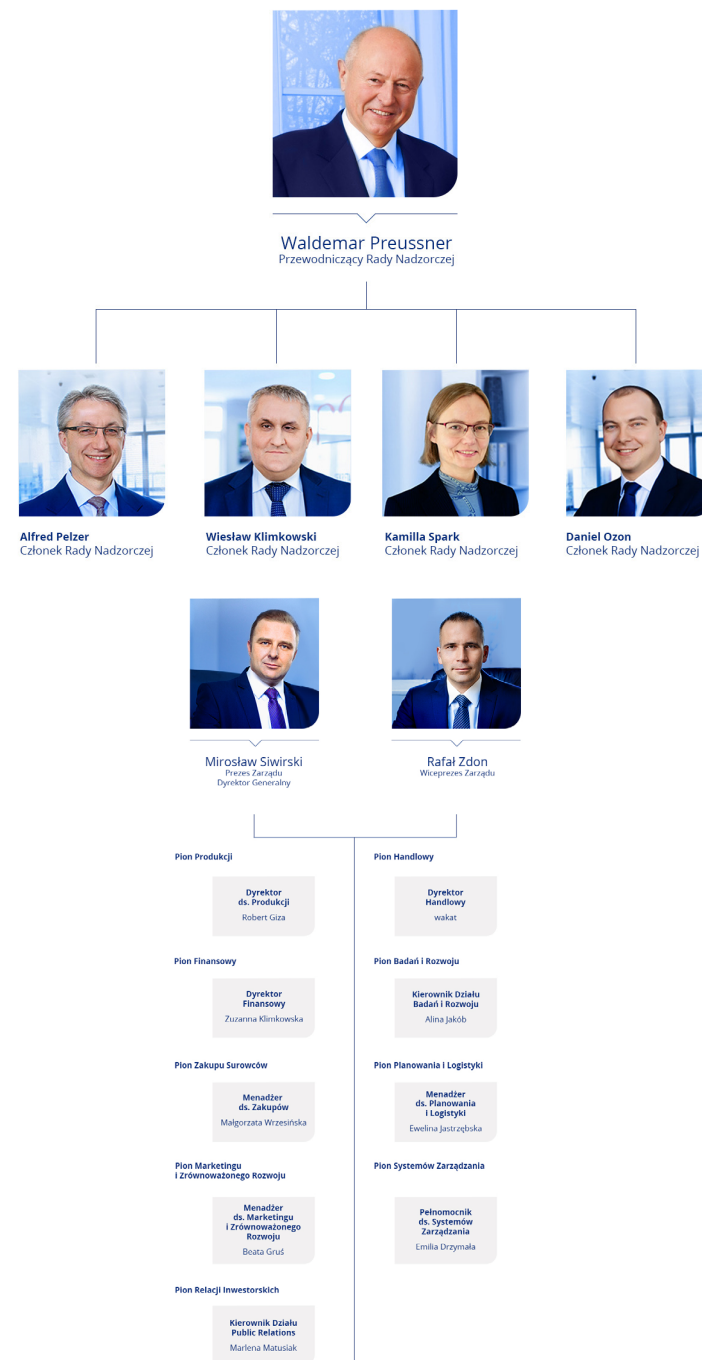 Waldemar Preussner
Przewodniczący Rady Nadzorczej
Alfred Pelzer
Członek Rady Nadzorczej
Wiesław Klimkowski
Członek Rady Nadzorczej
Kamilla Spark
Członek Rady Nadzorczej
Daniel Ozon
Członek Rady Nadzorczej
Mirosław Siwirski
Prezes Zarządu
Dyrektor Generalny
Rafał Zdon
Wiceprezes Zarządu
Pion Produkcji
Dyrektor
ds. Produkcji
Robert Giza
Pion Handlowy
Dyrektor
Handlowy
wakat
Pion Finansowy
Dyrektor
Finansowy
Zuzanna Klimkowska
Pion Badań i Rozwoju
Kierownik Działu
Badań i Rozwoju
Alina Jakób
Pion Zakupu Surowców
Menadżer
ds. Zakupów
Małgorzata Wrzesińska
Pion Planowania i Logistyki
Menadżer
ds. Planowania
i Logistyki
Ewelina Jastrzębska
Pion Marketingu
i Zrównoważonego Rozwoju
Menadżer
ds. Marketingu
i Zrównoważonego
Rozwoju
Beata Gruś
Pion Systemów Zarządzania
Pełnomocnik
ds. Systemów
Zarządzania
Emilia Drzymała
Pion Relacji Inwestorskich
Kierownik Działu
Public Relations
Marlena Matusiak